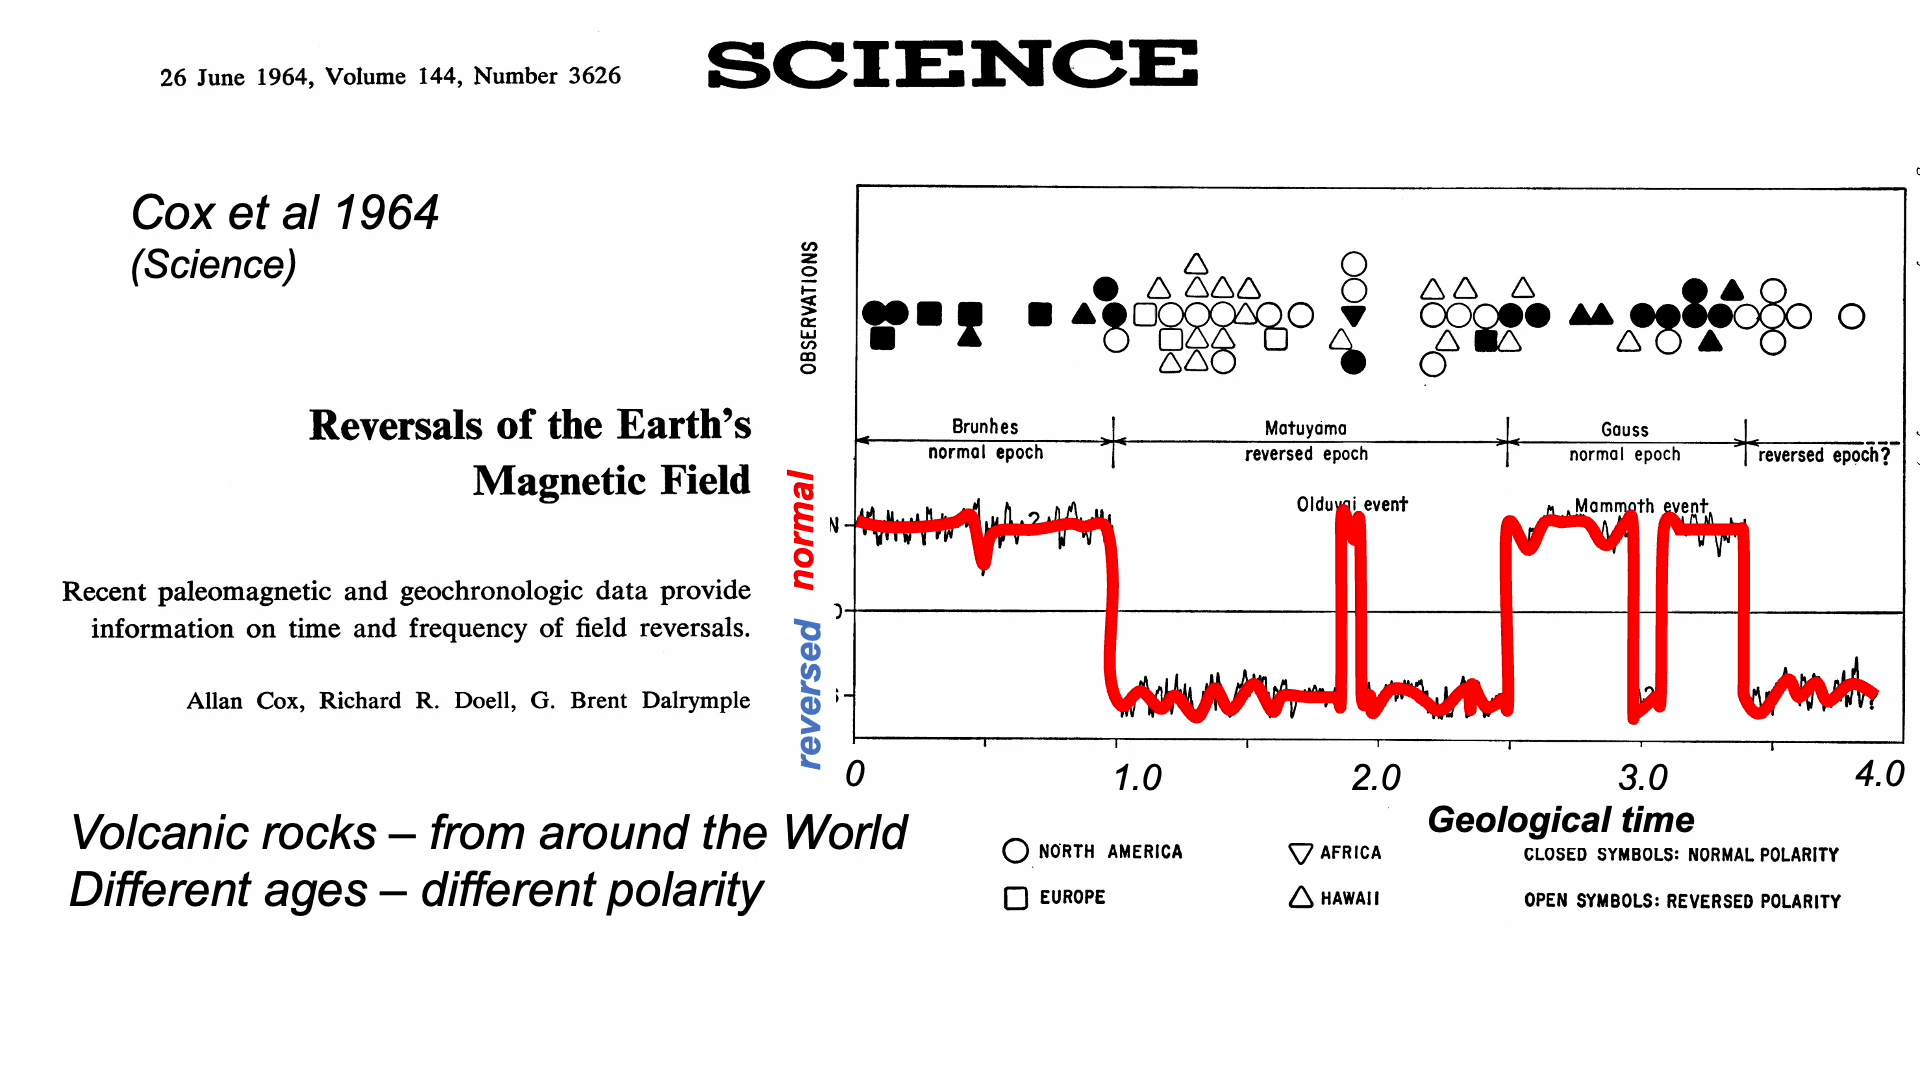 26 June 1964, Volume 144, Number 3626
SCIENCE
Cox et al 1964
(Science)
Reversals of the Earth's
Magnetic Field
Recent paleomagnetic and geochronologic data provide
information on time and frequency of field reversals.
Allan Cox, Richard R. Doell, G. Brent Dalrymple
Volcanic rocks – from around the World
Different ages – different polarity
OBSERVATIONS
Brunhes
normal epoch
Matuyama
reversed epoch
Gauss
normal epoch
reversed epoch?
normal
reversed
Olduvai event
Mammoth event
N
?
?
?
0 1.0 2.0 3.0 4.0
Geological time
NORTH AMERICA
AFRICA
CLOSED SYMBOLS: NORMAL POLARITY
EUROPE
HAWAII
OPEN SYMBOLS: REVERSED POLARITY